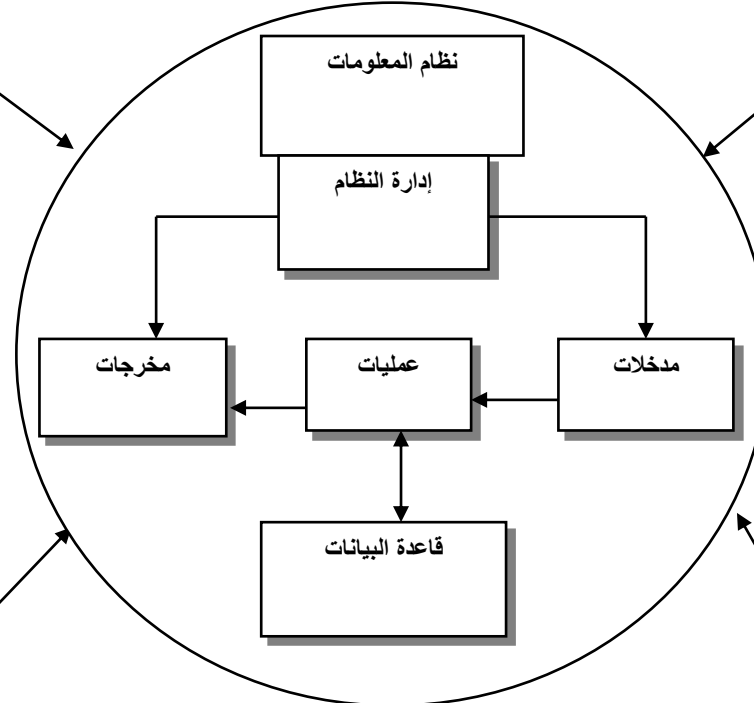 نظام المعلومات
إدارة النظام
مدخلات
عمليات
مخرجات
قاعدة البيانات